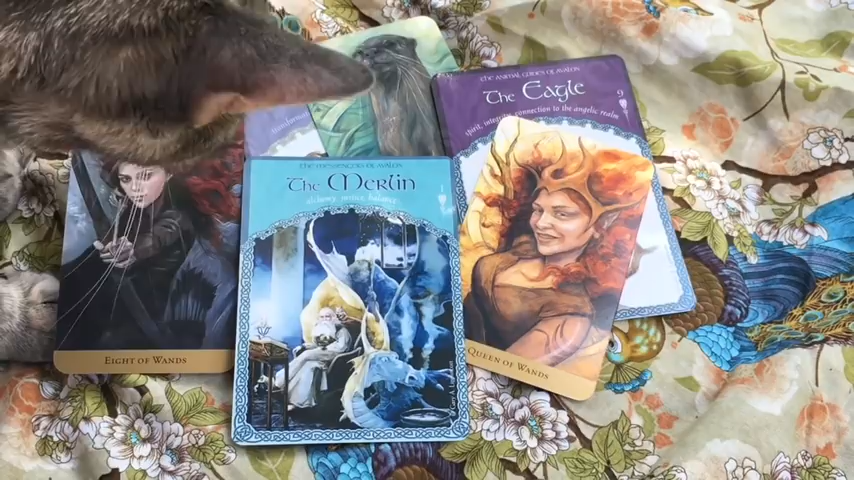 THE ANIMAL GUIDES OF AVALON
The Eagle
9
spirit, integrity, connection to the angelic realm
THE MESSENGERS OF AVALON
The Merlin
1
alchemy, justice, balance
EIGHT OF WANDS
QUEEN OF WANDS